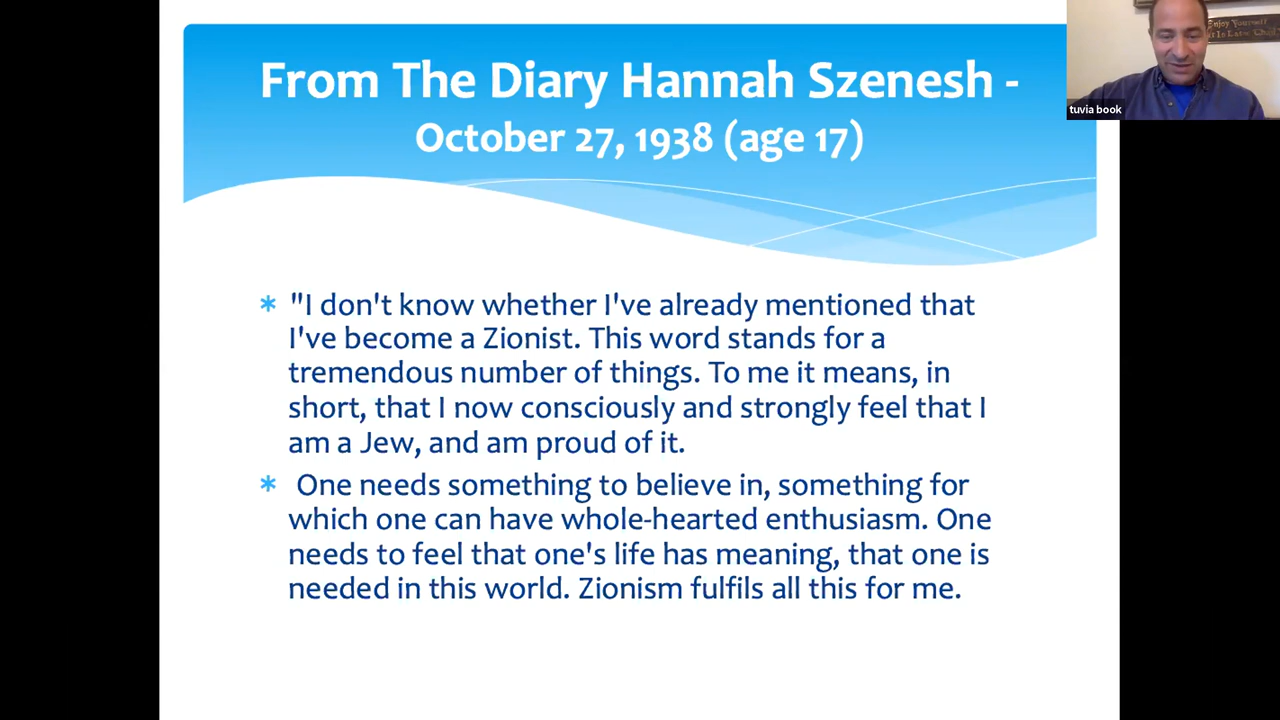 From The Diary Hannah Szenesh -
October 27, 1938 (age 17)
* "I don't know whether I've already mentioned that
I've become a Zionist. This word stands for a
tremendous number of things. To me it means, in
short, that I now consciously and strongly feel that I
am a Jew, and am proud of it.
* One needs something to believe in, something for
which one can have whole-hearted enthusiasm. One
needs to feel that one's life has meaning, that one is
needed in this world. Zionism fulfils all this for me.
Enjoy Yourself
tuvia book